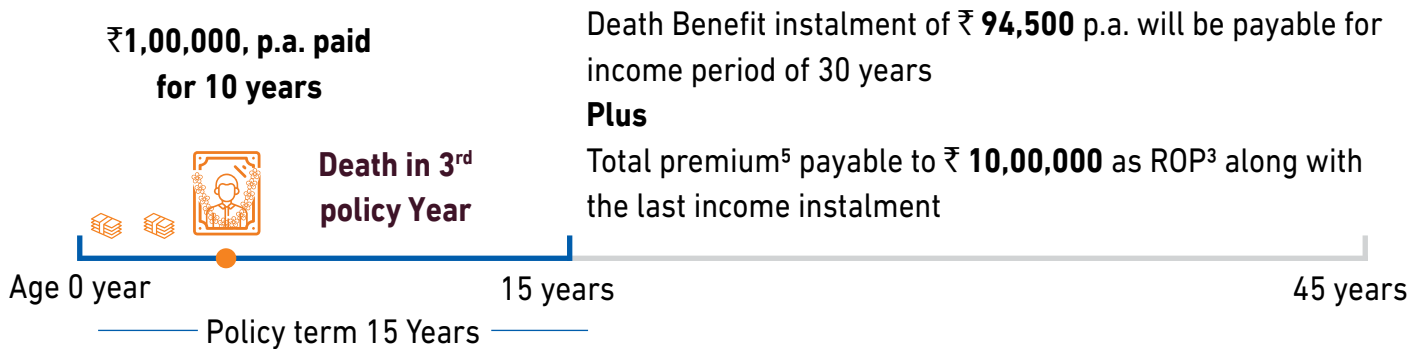 ₹1,00,000, p.a. paid
for 10 years
Death in 3rd
policy Year
Death Benefit instalment of ₹ 94,500 p.a. will be payable for
income period of 30 years
Plus
Total premium⁵ payable to ₹ 10,00,000 as ROP³ along with
the last income instalment
Age 0 year
15 years
45 years
Policy term 15 Years